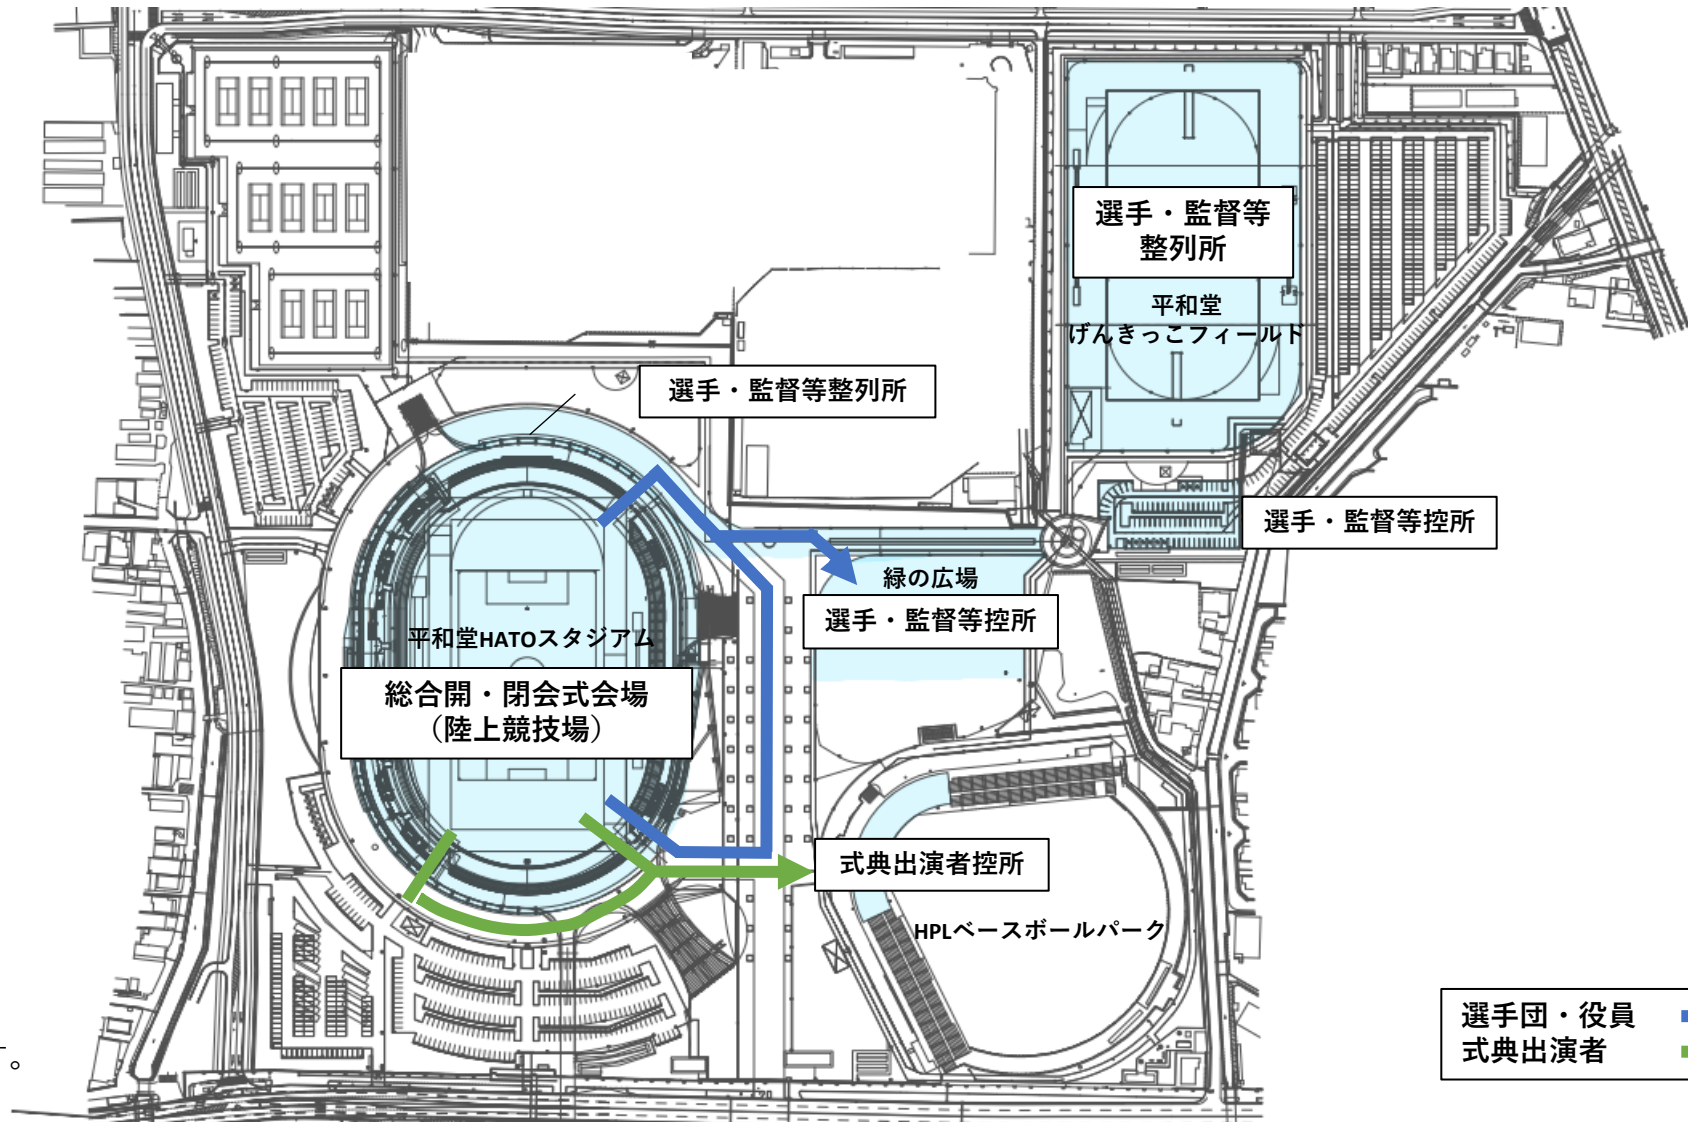 選手・監督等
整列所
平和堂
げんきっこフィールド
選手・監督等整列所
選手・監督等控所
緑の広場
選手・監督等控所
平和堂HATOスタジアム
総合開・閉会式会場
（陸上競技場）
式典出演者控所
HPLベースボールパーク
選手団・役員
式典出演者
。